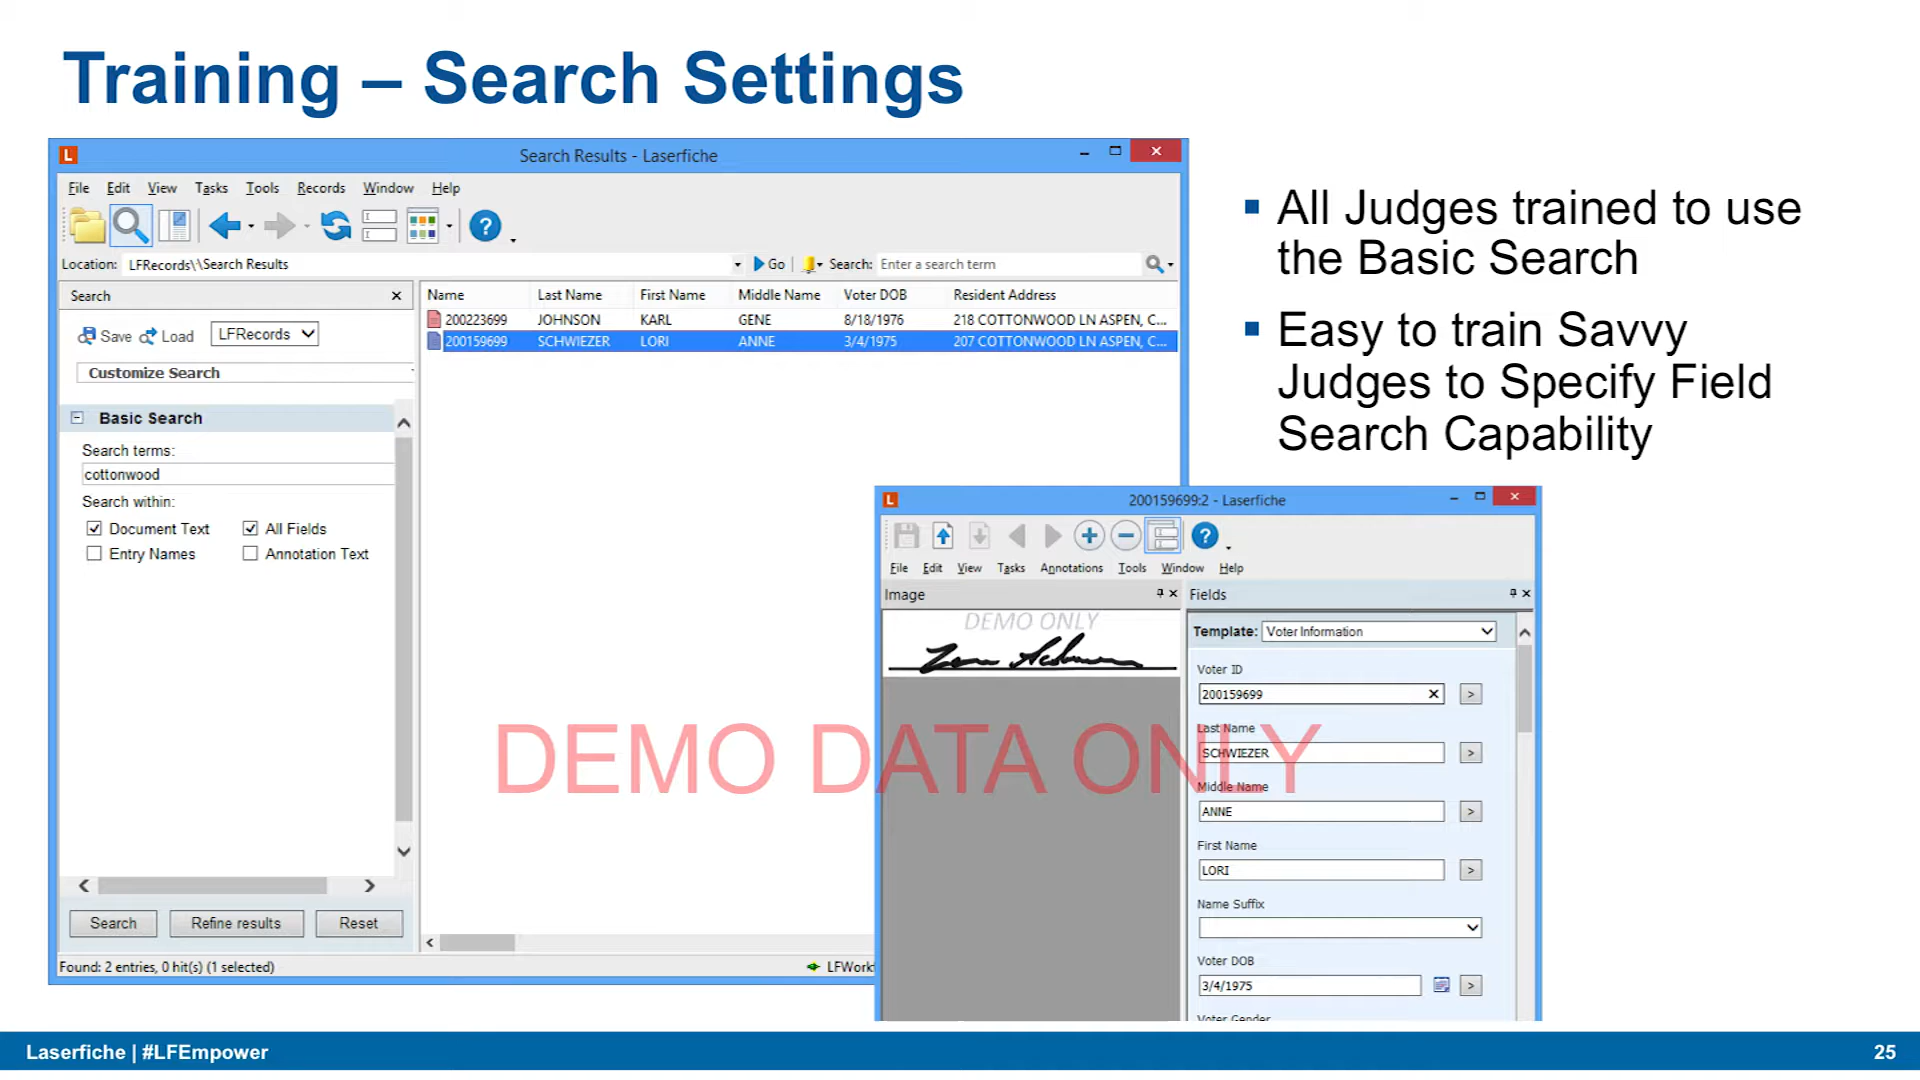 Training – Search Settings
L
Search Results - Laserfiche
File Edit View Tasks Tools Records Window Help
Location: LFRecords\\Search Results
Go
Search: Enter a search term
Search
Save Load LFRecords
Customize Search
Basic Search
Search terms:
cottonwood
Search within:
Document Text All Fields
Entry Names Annotation Text
Search Refine results Reset
Found: 2 entries, 0 hit(s) (1 selected)
Name Last Name First Name Middle Name Voter DOB Resident Address
200223699 JOHNSON KARL GENE 8/18/1976 218 COTTONWOOD LN ASPEN, C...
200159699 SCHWIEZER LORI ANNE 3/4/1975 207 COTTONWOOD LN ASPEN, C...
▪ All Judges trained to use
the Basic Search
▪ Easy to train Savvy
Judges to Specify Field
Search Capability
L
200159699:2 - Laserfiche
File Edit View Tasks Annotations Tools Window Help
Image
DEMO ONLY
Fields
Template: Voter Information
Voter ID
200159699
Last Name
SCHWIEZER
Middle Name
ANNE
First Name
LORI
Name Suffix
Voter DOB
3/4/1975
Voter Gender
DEMO DATA ONLY
Laserfiche | #LFEmpower
25